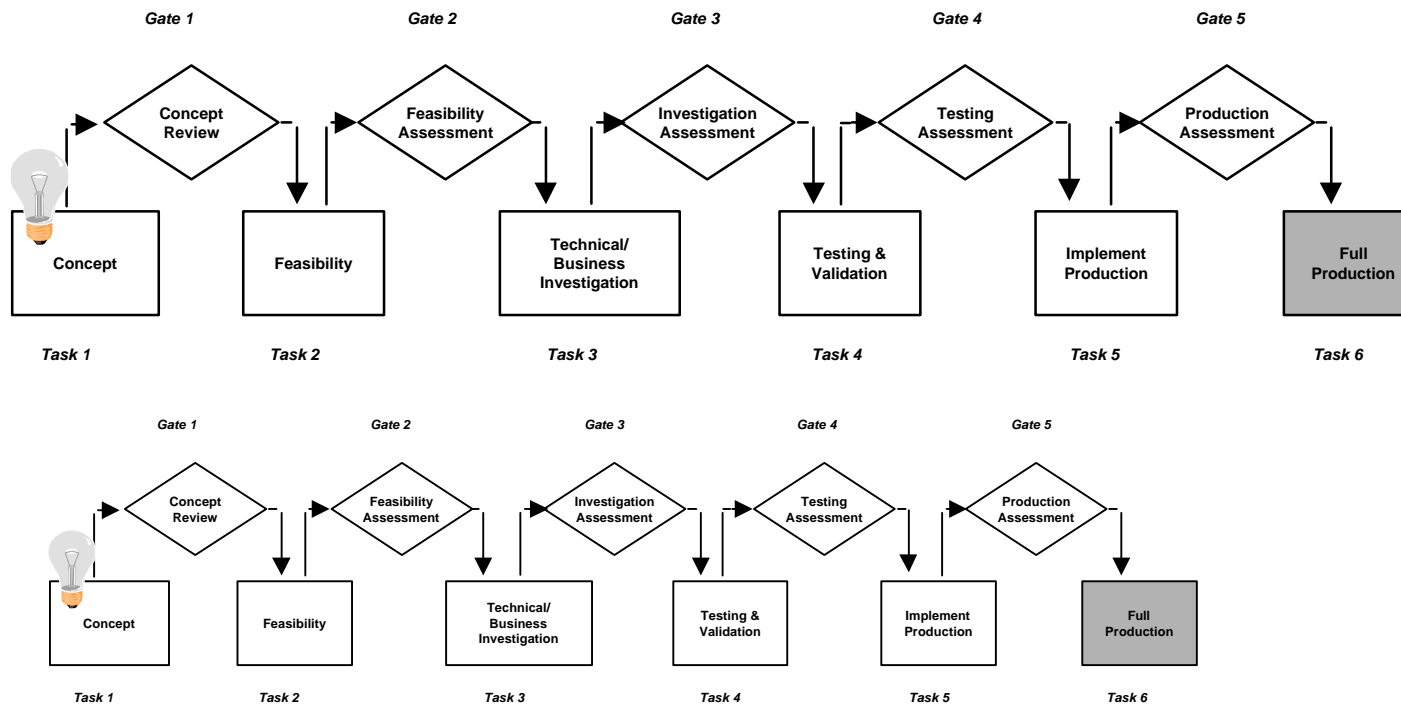 Gate 1 Gate 2 Gate 3 Gate 4 Gate 5
Concept
Review
Feasibility
Assessment
Investigation
Assessment
Testing
Assessment
Production
Assessment
Concept
Feasibility
Technical/
Business
Investigation
Testing &
Validation
Implement
Production
Full
Production
Task 1 Task 2 Task 3 Task 4 Task 5 Task 6
Gate 1 Gate 2 Gate 3 Gate 4 Gate 5
Concept
Review
Feasibility
Assessment
Investigation
Assessment
Testing
Assessment
Production
Assessment
Concept
Feasibility
Technical/
Business
Investigation
Testing &
Validation
Implement
Production
Full
Production
Task 1 Task 2 Task 3 Task 4 Task 5 Task 6